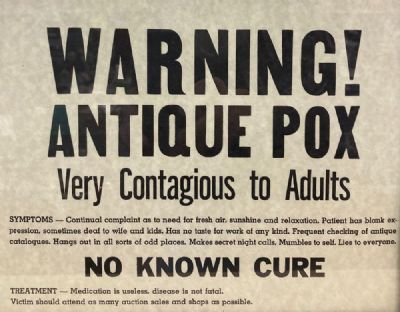 WARNING!
ANTIQUE POX
Very Contagious to Adults
SYMPTOMS — Continual complaint as to need for fresh air, sunshine and relaxation. Patient has blank ex-
pression, sometimes deaf to wife and kids. Has no taste for work of any kind. Frequent checking of antique
catalogues. Hangs out in all sorts of odd places. Makes secret night calls. Mumbles to self. Lies to everyone.
NO KNOWN CURE
TREATMENT — Medication is useless, disease is not fatal.
Victim should attend as many auction sales and shops as possible.